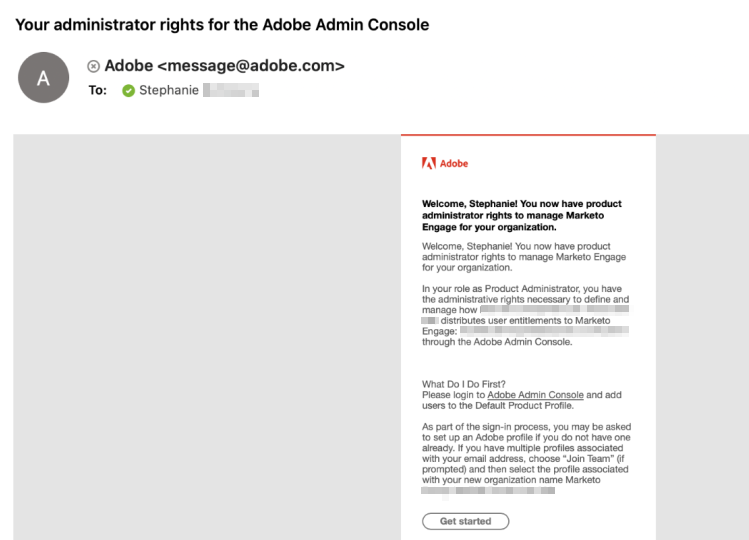 Your administrator rights for the Adobe Admin Console
A
Adobe <message@adobe.com>
To: Stephanie
Adobe
Welcome, Stephanie! You now have product
administrator rights to manage Marketo
Engage for your organization.
Welcome, Stephanie! You now have product
administrator rights to manage Marketo Engage
for your organization.
In your role as Product Administrator, you have
the administrative rights necessary to define and
manage how
distributes user entitlements to Marketo
Engage:
through the Adobe Admin Console.
What Do I Do First?
Please login to Adobe Admin Console and add
users to the Default Product Profile.
As part of the sign-in process, you may be asked
to set up an Adobe profile if you do not have one
already. If you have multiple profiles associated
with your email address, choose “Join Team” (if
prompted) and then select the profile associated
with your new organization name Marketo
Get started